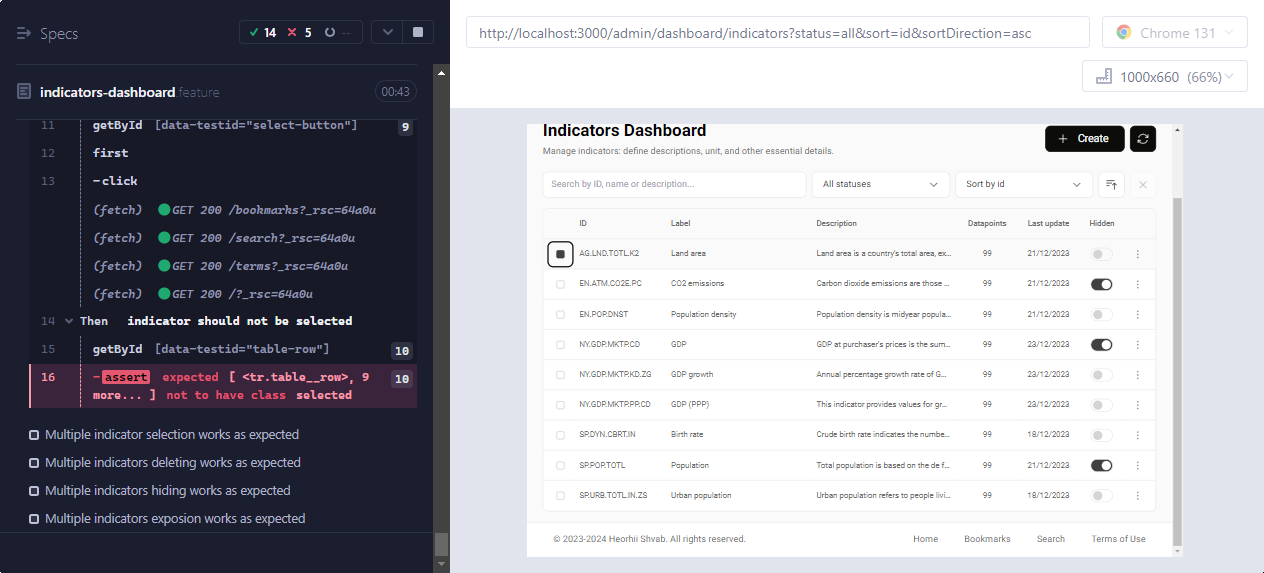 Specs
14 5 --
indicators-dashboard.feature 00:43
11 getById [data-testid="select-button"] 9
12 first
13 -click
(fetch) GET 200 /bookmarks?_rsc=64a0u
(fetch) GET 200 /search?_rsc=64a0u
(fetch) GET 200 /terms?_rsc=64a0u
(fetch) GET 200 /?_rsc=64a0u
14 Then indicator should not be selected
15 getById [data-testid="table-row"] 10
16 -assert expected [ <tr.table__row>, 9 10
more... ] not to have class selected
Multiple indicator selection works as expected
Multiple indicators deleting works as expected
Multiple indicators hiding works as expected
Multiple indicators exposion works as expected
http://localhost:3000/admin/dashboard/indicators?status=all&sort=id&sortDirection=asc
Chrome 131
1000x660 (66%)
Indicators Dashboard
Manage indicators: define descriptions, unit, and other essential details.
+ Create
Search by ID, name or description... All statuses Sort by id
ID Label Description Datapoints Last update Hidden
AG.LND.TOTL.K2 Land area Land area is a country's total area, ex... 99 21/12/2023
EN.ATM.CO2E.PC CO2 emissions Carbon dioxide emissions are those ... 99 21/12/2023
EN.POP.DNST Population density Population density is midyear popula... 99 21/12/2023
NY.GDP.MKTP.CD GDP GDP at purchaser's prices is the sum... 99 23/12/2023
NY.GDP.MKTP.KD.ZG GDP growth Annual percentage growth rate of G... 99 23/12/2023
NY.GDP.MKTP.PP.CD GDP (PPP) This indicator provides values for gr... 99 23/12/2023
SP.DYN.CBRT.IN Birth rate Crude birth rate indicates the numbe... 99 18/12/2023
SP.POP.TOTL Population Total population is based on the de f... 99 21/12/2023
SP.URB.TOTL.IN.ZS Urban population Urban population refers to people livi... 99 18/12/2023
© 2023-2024 Heorhii Shvab. All rights reserved. Home Bookmarks Search Terms of Use